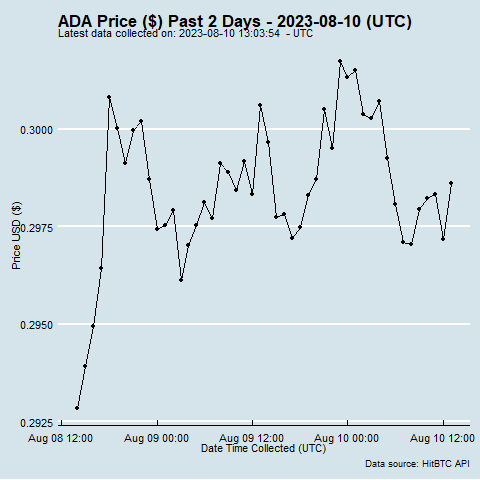 ADA Price ($) Past 2 Days - 2023-08-10 (UTC)
Latest data collected on: 2023-08-10 13:03:54 - UTC
0.3000
0.2975
0.2950
0.2925
Price USD ($)
Aug 08 12:00 Aug 09 00:00 Aug 09 12:00 Aug 10 00:00 Aug 10 12:00
Date Time Collected (UTC)
Data source: HitBTC API